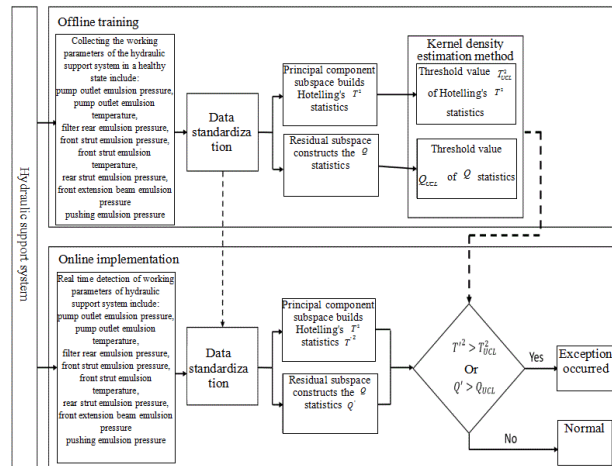 Hydraulic support system
Offline training
Collecting the working
parameters of the hydraulic
support system in a healthy
state include:
pump outlet emulsion pressure,
pump outlet emulsion
temperature,
filter rear emulsion pressure,
front strut emulsion pressure,
front strut emulsion
temperature,
rear strut emulsion pressure,
front extension beam emulsion
pressure
pushing emulsion pressure
Data
standardiza
tion
Principal component
subspace builds
Hotelling's T²
statistics
Residual subspace
constructs the Q
statistics
Kernel density
estimation method
Threshold value T²_UCL
of Hotelling's T²
statistics
Threshold value
Q_UCL of Q statistics
Online implementation
Real time detection of working
parameters of hydraulic
support system include:
pump outlet emulsion pressure,
pump outlet emulsion
temperature,
filter rear emulsion pressure,
front strut emulsion pressure,
front strut emulsion
temperature,
rear strut emulsion pressure,
front extension beam emulsion
pressure
pushing emulsion pressure
Data
standardiza
tion
Principal component
subspace builds
Hotelling's T²
statistics T'²
Residual subspace
constructs the Q
statistics Q'
T'² > T²_UCL
Or
Q' > Q_UCL
Yes
Exception
occurred
No
Normal